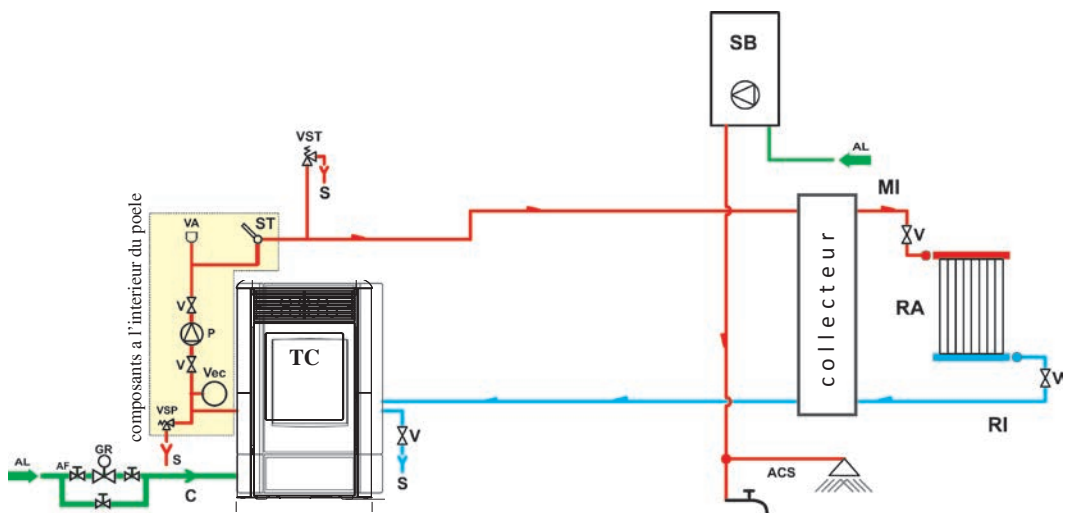 SB
AL
VST
S
MI
V
ST
VA
composants a l'interieur du poele
V
P
V
Vec
VSP
S
TC
collecteur
RA
V
RI
V
S
AL
AF
GR
C
ACS